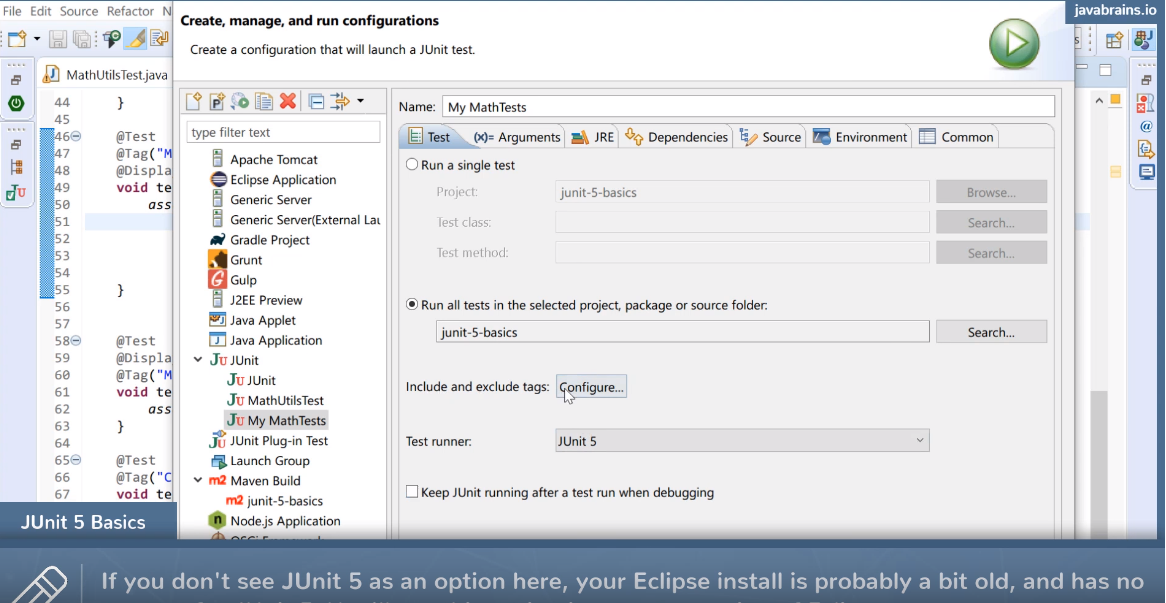 File Edit Source Refactor
javabrains.io
Create, manage, and run configurations
Create a configuration that will launch a JUnit test.
MathUtilsTest.java
44 }
45
46 @Test
47 @Tag("M
48 @Displa
49 void te
50 ass
51
52
53
54
55 }
56
57
58 @Test
59 @Displa
60 @Tag("M
61 void te
62 ass
63 }
64
65 @Test
66 @Tag("C
67 void te
type filter text
Apache Tomcat
Eclipse Application
Generic Server
Generic Server(External Lau
Gradle Project
Grunt
Gulp
J2EE Preview
Java Applet
Java Application
JUnit
JUnit
MathUtilsTest
My MathTests
JUnit Plug-in Test
Launch Group
Maven Build
junit-5-basics
Node.js Application
Name: My MathTests
Test (x)= Arguments JRE Dependencies Source Environment Common
Run a single test
Project: junit-5-basics Browse...
Test class: Search...
Test method: Search...
Run all tests in the selected project, package or source folder:
junit-5-basics Search...
Include and exclude tags: Configure...
Test runner: JUnit 5
Keep JUnit running after a test run when debugging
JUnit 5 Basics
If you don't see JUnit 5 as an option here, your Eclipse install is probably a bit old, and has no